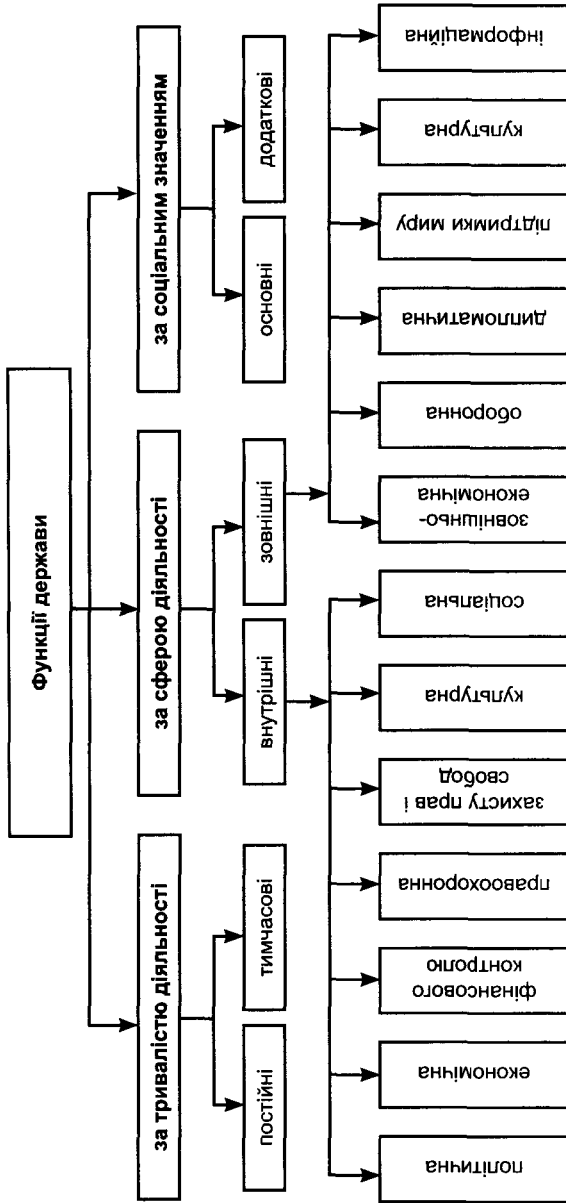 Функції держави
за тривалістю діяльності
за сферою діяльності
за соціальним значенням
постійні
тимчасові
внутрішні
зовнішні
основні
додаткові
політична
економічна
фінансового
контролю
правоохоронна
захисту прав і
свобод
культурна
соціальна
зовнішньо-
економічна
оборонна
дипломатична
підтримки миру
культурна
інформаційна